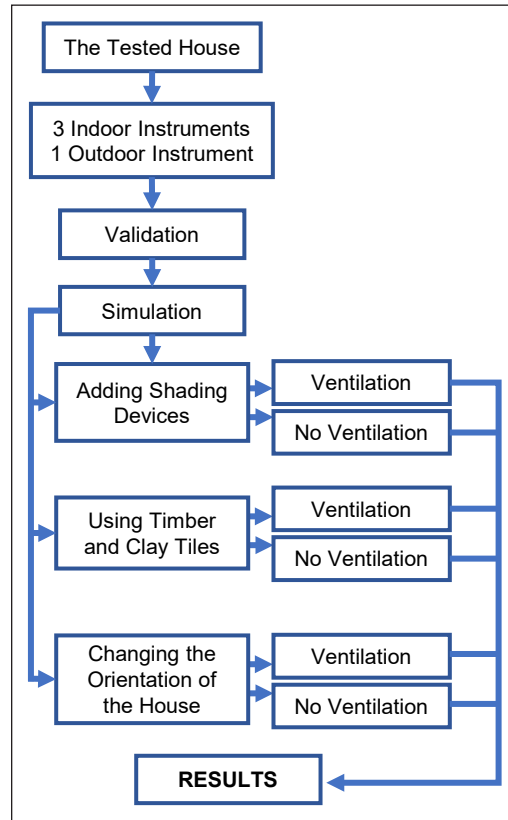 The Tested House
3 Indoor Instruments
1 Outdoor Instrument
Validation
Simulation
Adding Shading
Devices
Ventilation
No Ventilation
Using Timber
and Clay Tiles
Ventilation
No Ventilation
Changing the
Orientation of
the House
Ventilation
No Ventilation
RESULTS